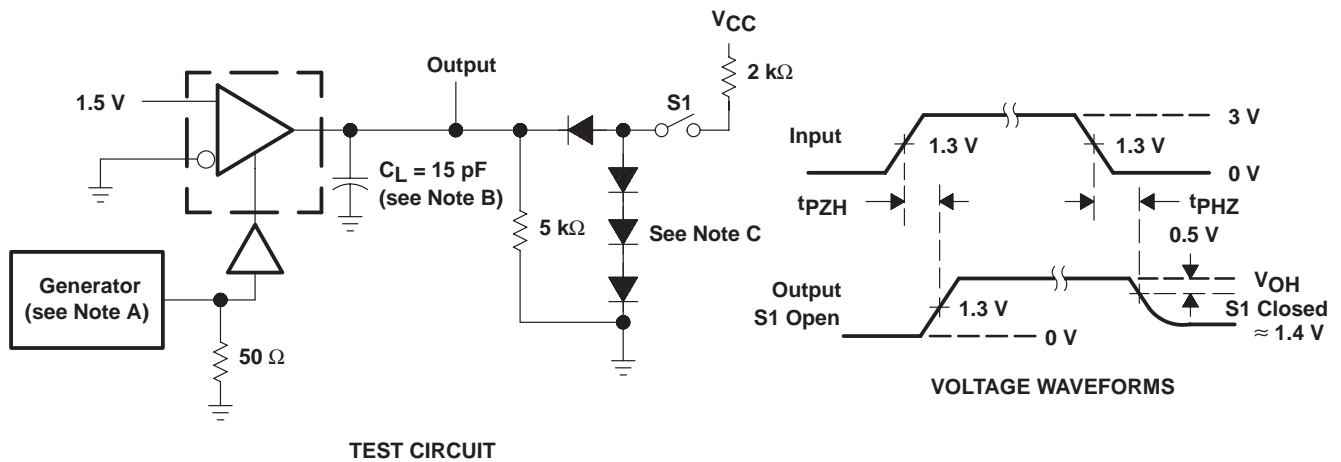 VCC
2 kΩ
Output
S1
1.5 V
CL = 15 pF
(see Note B)
5 kΩ
See Note C
Generator
(see Note A)
50 Ω
TEST CIRCUIT
Input
3 V
1.3 V
1.3 V
0 V
tPZH
tPHZ
0.5 V
Output
S1 Open
VOH
S1 Closed
≈ 1.4 V
1.3 V
0 V
VOLTAGE WAVEFORMS